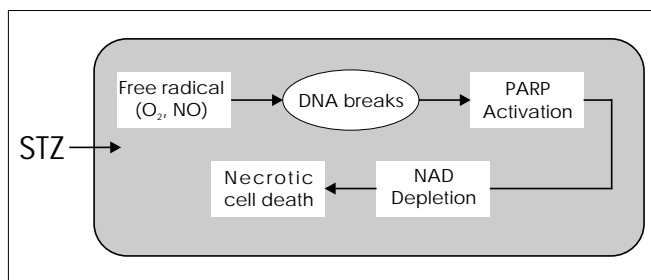 Free radical
(O₂, NO)
DNA breaks
PARP
Activation
STZ
Necrotic
cell death
NAD
Depletion